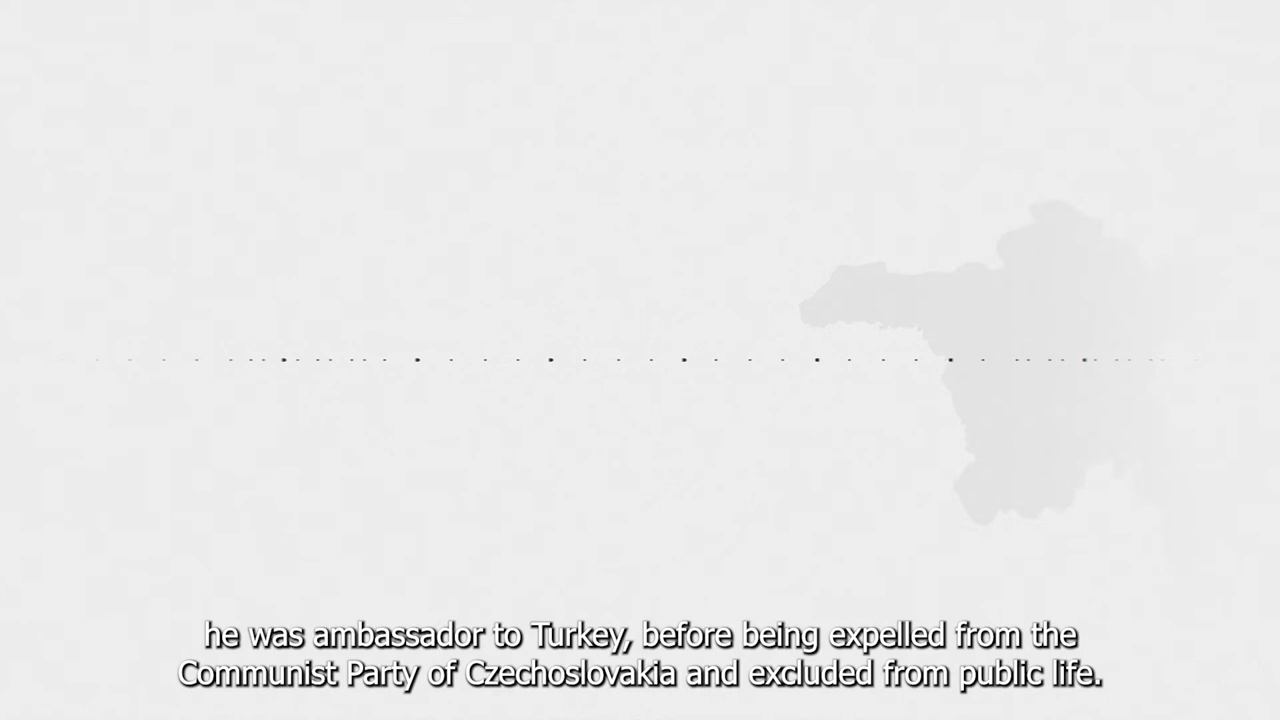 he was ambassador to Turkey, before being expelled from the
Communist Party of Czechoslovakia and excluded from public life.